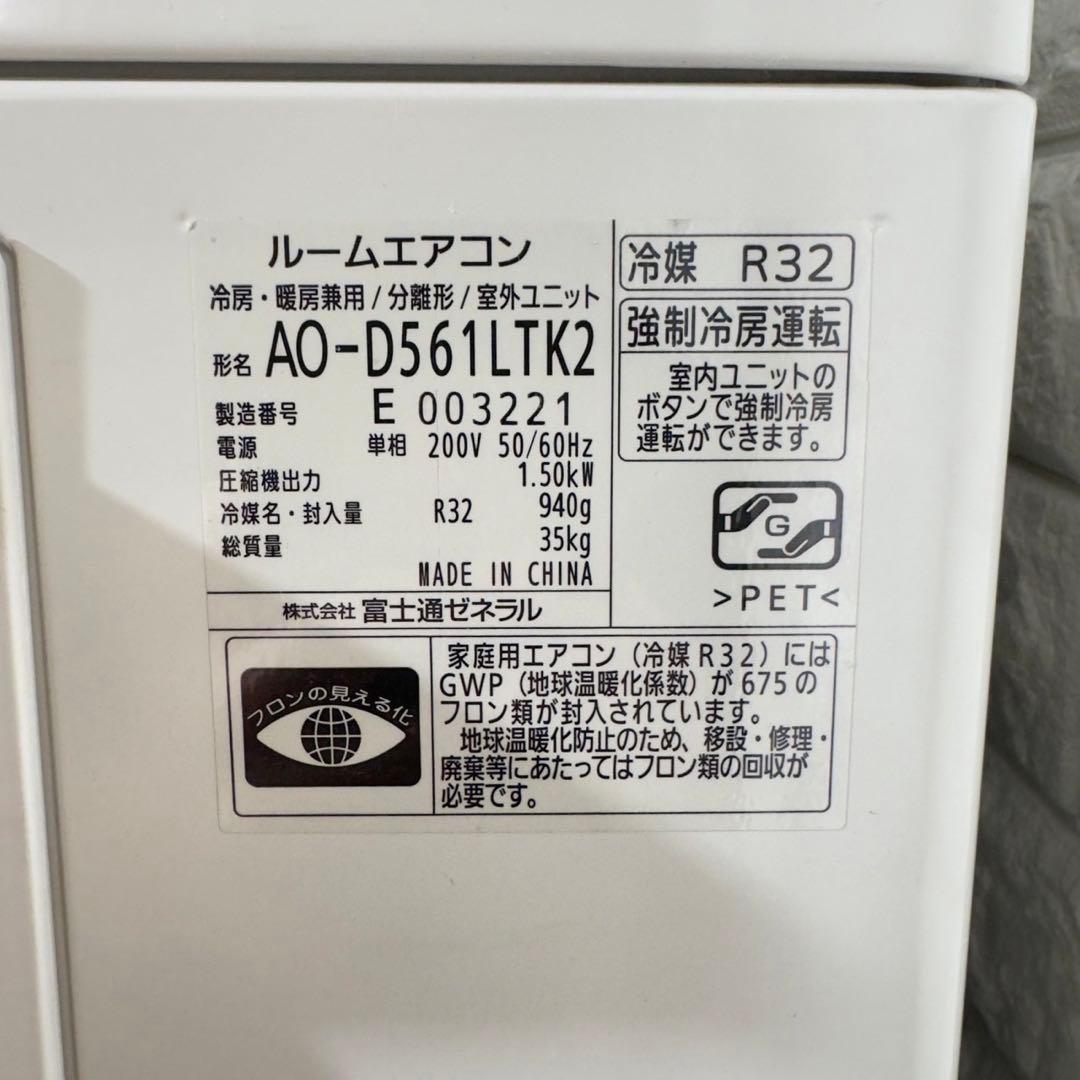 ルームエアコン
冷房・暖房兼用/分離形/室外ユニット
形名 AO-D561LTK2
製造番号 E 003221
電源 単相 200V 50/60Hz
圧縮機出力 1.50kW
冷媒名・封入量 R32 940g
総質量 35kg
MADE IN CHINA
株式会社 富士通ゼネラル
冷媒 R32
強制冷房運転
室内ユニットの
ボタンで強制冷房
運転ができます。
G
>PET<
フロンの見える化
家庭用エアコン(冷媒R32)には
GWP(地球温暖化係数)が675の
フロン類が封入されています。
地球温暖化防止のため、移設・修理・
廃棄等にあたってはフロン類の回収が
必要です。